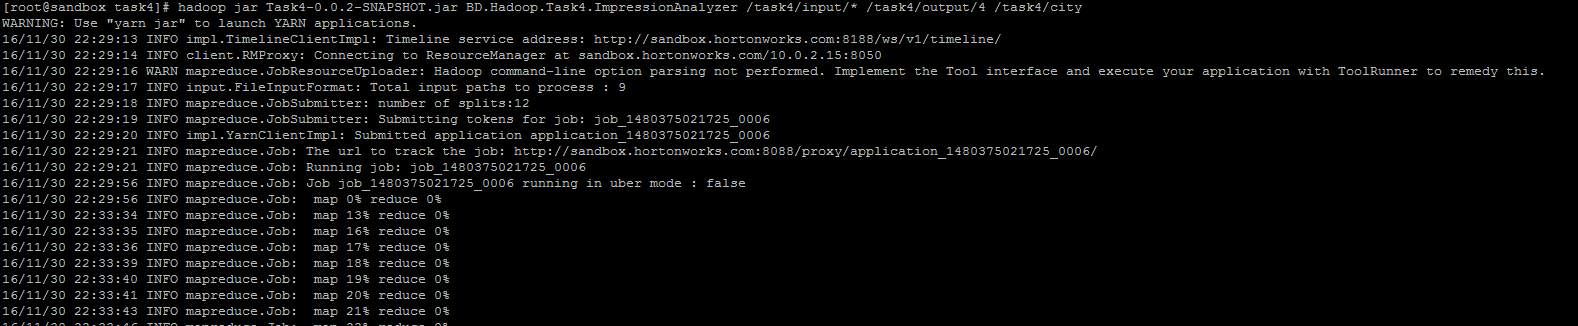 [root@sandbox task4]# hadoop jar Task4-0.0.2-SNAPSHOT.jar BD.Hadoop.Task4.ImpressionAnalyzer /task4/input/* /task4/output/4 /task4/city
WARNING: Use "yarn jar" to launch YARN applications.
16/11/30 22:29:13 INFO impl.TimelineClientImpl: Timeline service address: http://sandbox.hortonworks.com:8188/ws/v1/timeline/
16/11/30 22:29:14 INFO client.RMProxy: Connecting to ResourceManager at sandbox.hortonworks.com/10.0.2.15:8050
16/11/30 22:29:16 WARN mapreduce.JobResourceUploader: Hadoop command-line option parsing not performed. Implement the Tool interface and execute your application with ToolRunner to remedy this.
16/11/30 22:29:17 INFO input.FileInputFormat: Total input paths to process : 9
16/11/30 22:29:18 INFO mapreduce.JobSubmitter: number of splits:12
16/11/30 22:29:19 INFO mapreduce.JobSubmitter: Submitting tokens for job: job_1480375021725_0006
16/11/30 22:29:20 INFO impl.YarnClientImpl: Submitted application application_1480375021725_0006
16/11/30 22:29:21 INFO mapreduce.Job: The url to track the job: http://sandbox.hortonworks.com:8088/proxy/application_1480375021725_0006/
16/11/30 22:29:21 INFO mapreduce.Job: Running job: job_1480375021725_0006
16/11/30 22:29:56 INFO mapreduce.Job: Job job_1480375021725_0006 running in uber mode : false
16/11/30 22:29:56 INFO mapreduce.Job:  map 0% reduce 0%
16/11/30 22:33:34 INFO mapreduce.Job:  map 13% reduce 0%
16/11/30 22:33:35 INFO mapreduce.Job:  map 16% reduce 0%
16/11/30 22:33:36 INFO mapreduce.Job:  map 17% reduce 0%
16/11/30 22:33:39 INFO mapreduce.Job:  map 18% reduce 0%
16/11/30 22:33:40 INFO mapreduce.Job:  map 19% reduce 0%
16/11/30 22:33:41 INFO mapreduce.Job:  map 20% reduce 0%
16/11/30 22:33:43 INFO mapreduce.Job:  map 21% reduce 0%